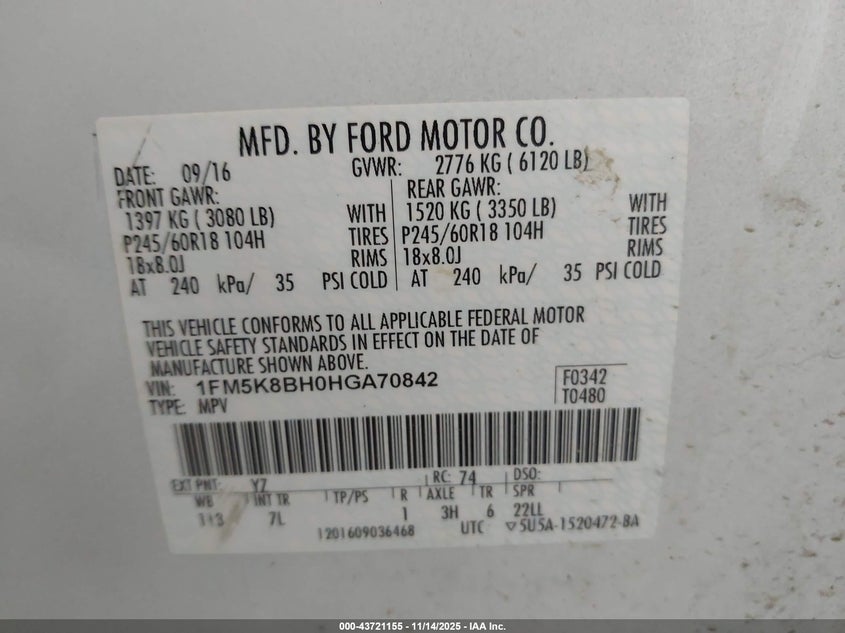 MFD. BY FORD MOTOR CO.
DATE: 09/16 GVWR: 2776 KG ( 6120 LB)
FRONT GAWR: REAR GAWR:
1397 KG ( 3080 LB) WITH 1520 KG ( 3350 LB) WITH
P245/60R18 104H TIRES P245/60R18 104H TIRES
18x8.0J RIMS 18x8.0J RIMS
AT 240 kPa/ 35 PSI COLD AT 240 kPa/ 35 PSI COLD
THIS VEHICLE CONFORMS TO ALL APPLICABLE FEDERAL MOTOR
VEHICLE SAFETY STANDARDS IN EFFECT ON THE DATE OF
MANUFACTURE SHOWN ABOVE.
VIN: 1FM5K8BH0HGA70842 F0342
TYPE: MPV T0480
EXT PNT: YZ RC: 74 DSO:
WB INT TR TP/PS R AXLE TR SPR
113 7L 1 3H 6 22LL
1201609036468 UTC ▽5U5A-1520472-BA
000-43721155 - 11/14/2025 - IAA Inc.